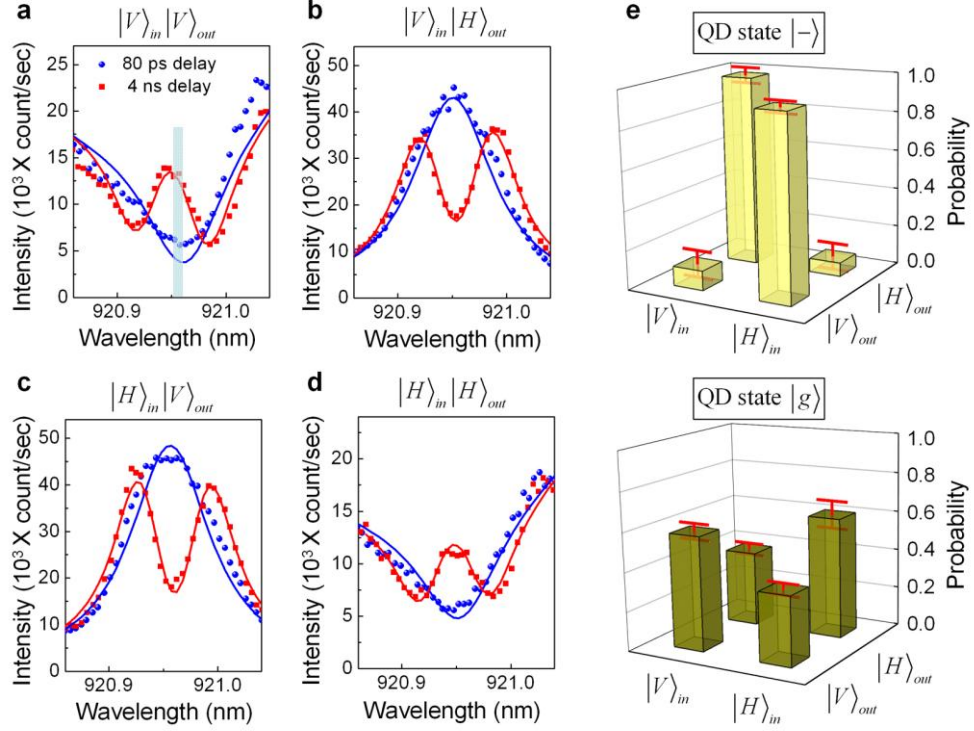 a
|V⟩in|V⟩out
80 ps delay
4 ns delay
25
20
15
10
5
0
Intensity (10³ X count/sec)
920.9
921.0
Wavelength (nm)
b
|V⟩in|H⟩out
50
40
30
20
10
0
Intensity (10³ X count/sec)
920.9
921.0
Wavelength (nm)
c
|H⟩in|V⟩out
50
40
30
20
10
0
Intensity (10³ X count/sec)
920.9
921.0
Wavelength (nm)
d
|H⟩in|H⟩out
20
15
10
5
0
Intensity (10³ X count/sec)
920.9
921.0
Wavelength (nm)
e
QD state |−⟩
1.0
0.8
0.6
0.4
0.2
0.0
Probability
|V⟩in
|H⟩in
|V⟩out
|H⟩out
QD state |g⟩
1.0
0.8
0.6
0.4
0.2
0.0
Probability
|V⟩in
|H⟩in
|V⟩out
|H⟩out